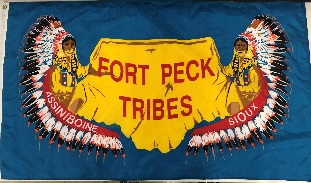 FORT PECK
TRIBES
ASSINIBOINE
SIOUX